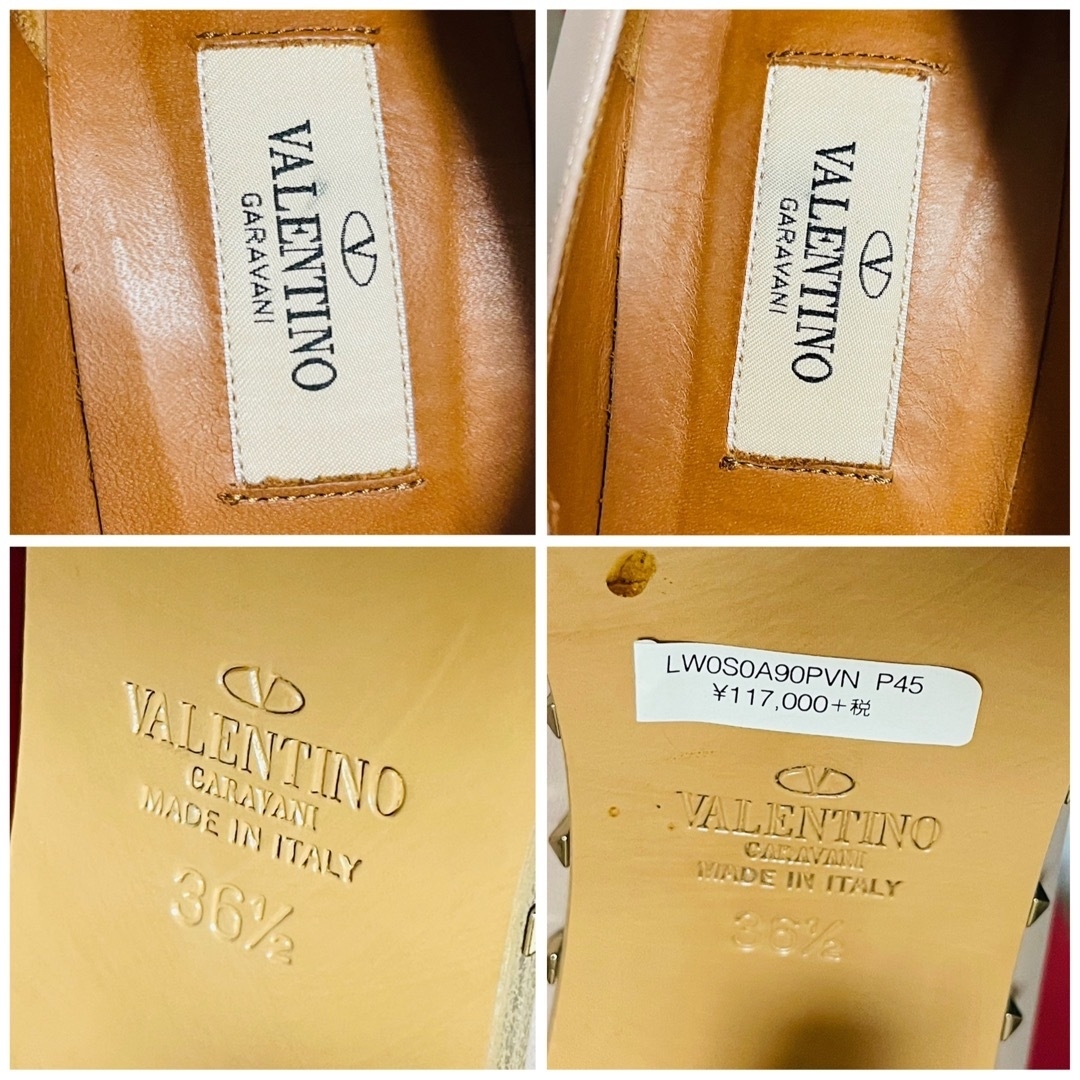 VALENTINO
GARAVANI
VALENTINO
GARAVANI
VALENTINO
GARAVANI
MADE IN ITALY
36½
LW0S0A90PVN P45
¥117,000+税
VALENTINO
GARAVANI
MADE IN ITALY
36½